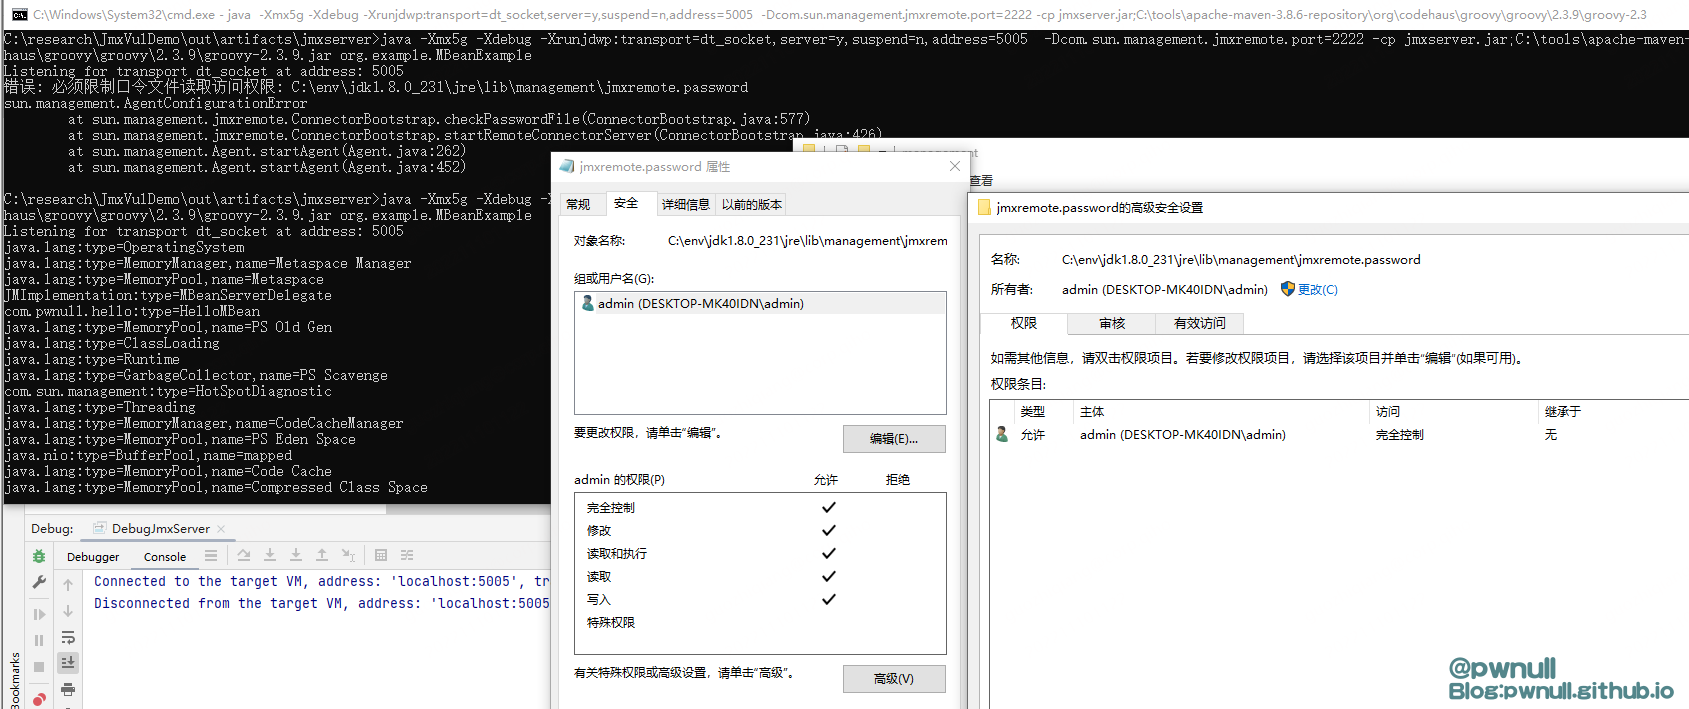 C:\Windows\System32\cmd.exe - java  -Xmx5g -Xdebug -Xrunjdwp:transport=dt_socket,server=y,suspend=n,address=5005  -Dcom.sun.management.jmxremote.port=2222 -cp jmxserver.jar;C:\tools\apache-maven-3.8.6-repository\org\codehaus\groovy\groovy\2.3.9\groovy-2.3
C:\research\JmxVulDemo\out\artifacts\jmxserver>java -Xmx5g -Xdebug -Xrunjdwp:transport=dt_socket,server=y,suspend=n,address=5005  -Dcom.sun.management.jmxremote.port=2222 -cp jmxserver.jar;C:\tools\apache-maven-
haus\groovy\groovy\2.3.9\groovy-2.3.9.jar org.example.MBeanExample
Listening for transport dt_socket at address: 5005
错误: 必须限制口令文件读取访问权限: C:\env\jdk1.8.0_231\jre\lib\management\jmxremote.password
sun.management.AgentConfigurationError
at sun.management.jmxremote.ConnectorBootstrap.checkPasswordFile(ConnectorBootstrap.java:577)
at sun.management.jmxremote.ConnectorBootstrap.startRemoteConnectorServer(ConnectorBootstrap.java:426)
at sun.management.Agent.startAgent(Agent.java:262)
at sun.management.Agent.startAgent(Agent.java:452)
C:\research\JmxVulDemo\out\artifacts\jmxserver>java -Xmx5g -Xdebug -X
haus\groovy\groovy\2.3.9\groovy-2.3.9.jar org.example.MBeanExample
Listening for transport dt_socket at address: 5005
java.lang:type=OperatingSystem
java.lang:type=MemoryManager,name=Metaspace Manager
java.lang:type=MemoryPool,name=Metaspace
JMImplementation:type=MBeanServerDelegate
com.pwnull.hello:type=HelloMBean
java.lang:type=MemoryPool,name=PS Old Gen
java.lang:type=ClassLoading
java.lang:type=Runtime
java.lang:type=GarbageCollector,name=PS Scavenge
com.sun.management:type=HotSpotDiagnostic
java.lang:type=Threading
java.lang:type=MemoryManager,name=CodeCacheManager
java.lang:type=MemoryPool,name=PS Eden Space
java.nio:type=BufferPool,name=mapped
java.lang:type=MemoryPool,name=Code Cache
java.lang:type=MemoryPool,name=Compressed Class Space
management
查看
jmxremote.password 属性
常规 安全 详细信息 以前的版本
对象名称: C:\env\jdk1.8.0_231\jre\lib\management\jmxrem
组或用户名(G):
admin (DESKTOP-MK40IDN\admin)
要更改权限，请单击“编辑”。
编辑(E)...
admin 的权限(P) 允许 拒绝
完全控制
修改
读取和执行
读取
写入
特殊权限
有关特殊权限或高级设置，请单击“高级”。
高级(V)
jmxremote.password的高级安全设置
名称: C:\env\jdk1.8.0_231\jre\lib\management\jmxremote.password
所有者: admin (DESKTOP-MK40IDN\admin) 更改(C)
权限 审核 有效访问
如需其他信息，请双击权限项目。若要修改权限项目，请选择该项目并单击“编辑”(如果可用)。
权限条目:
类型 主体 访问 继承于
允许 admin (DESKTOP-MK40IDN\admin) 完全控制 无
Debug: DebugJmxServer
Debugger Console
Connected to the target VM, address: 'localhost:5005', tr
Disconnected from the target VM, address: 'localhost:5005
Bookmarks
@pwnull
Blog:pwnull.github.io